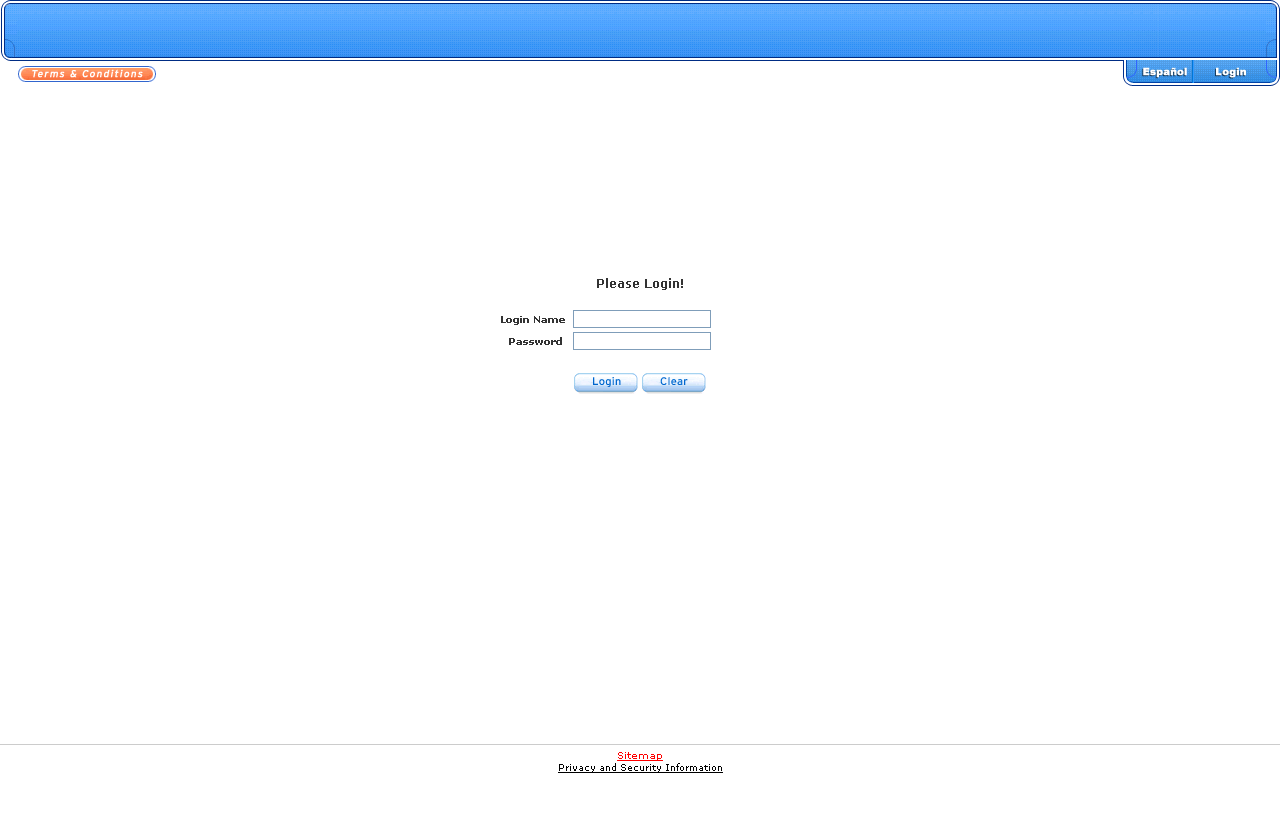 Terms & Conditions
Español Login
Please Login!
Login Name
Password
Login Clear
Sitemap
Privacy and Security Information